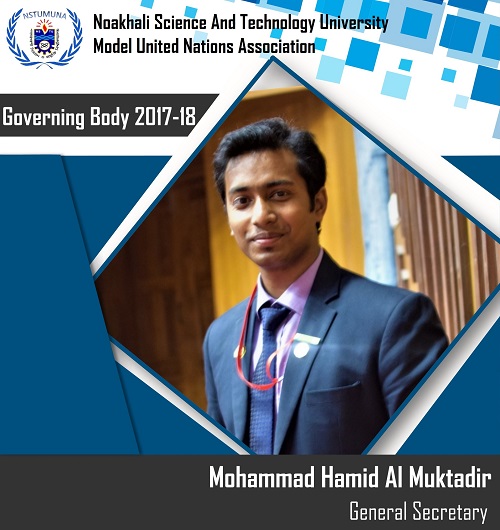 NSTUMUNA
Noakhali Science And Technology University
Model United Nations Association
Governing Body 2017-18
Mohammad Hamid Al Muktadir
General Secretary